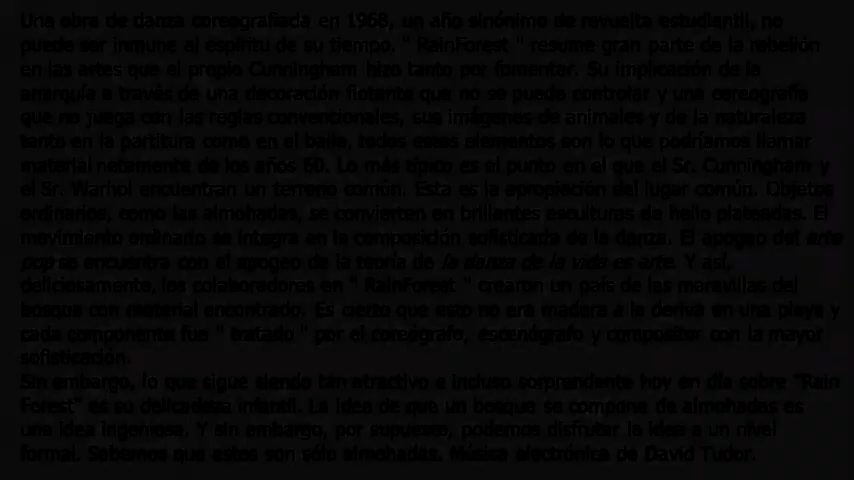 Una obra de danza coreografiada en 1968, un año sinónimo de revuelta estudiantil, no
puede ser inmune al espíritu de su tiempo. " RainForest " resume gran parte de la rebelión
en las artes que el propio Cunningham hizo tanto por fomentar. Su implicación de la
anarquía a través de una decoración flotante que no se puede controlar y una coreografía
que no juega con las reglas convencionales, sus imágenes de animales y de la naturaleza
tanto en la partitura como en el baile, todos estos elementos son lo que podríamos llamar
material netamente de los años 60. Lo más típico es el punto en el que el Sr. Cunningham y
el Sr. Warhol encuentran un terreno común. Esta es la apropiación del lugar común. Objetos
ordinarios, como las almohadas, se convierten en brillantes esculturas de helio plateadas. El
movimiento ordinario se integra en la composición sofisticada de la danza. El apogeo del arte
pop se encuentra con el apogeo de la teoría de la danza de la vida es arte. Y así,
deliciosamente, los colaboradores en " RainForest " crearon un país de las maravillas del
bosque con material encontrado. Es cierto que esto no era madera a la deriva en una playa y
cada componente fue " tratado " por el coreógrafo, escenógrafo y compositor con la mayor
sofisticación.
Sin embargo, lo que sigue siendo tan atractivo e incluso sorprendente hoy en día sobre "Rain
Forest" es su delicadeza infantil. La idea de que un bosque se compone de almohadas es
una idea ingeniosa. Y sin embargo, por supuesto, podemos disfrutar la idea a un nivel
formal. Sabemos que estos son sólo almohadas. Música electrónica de David Tudor.